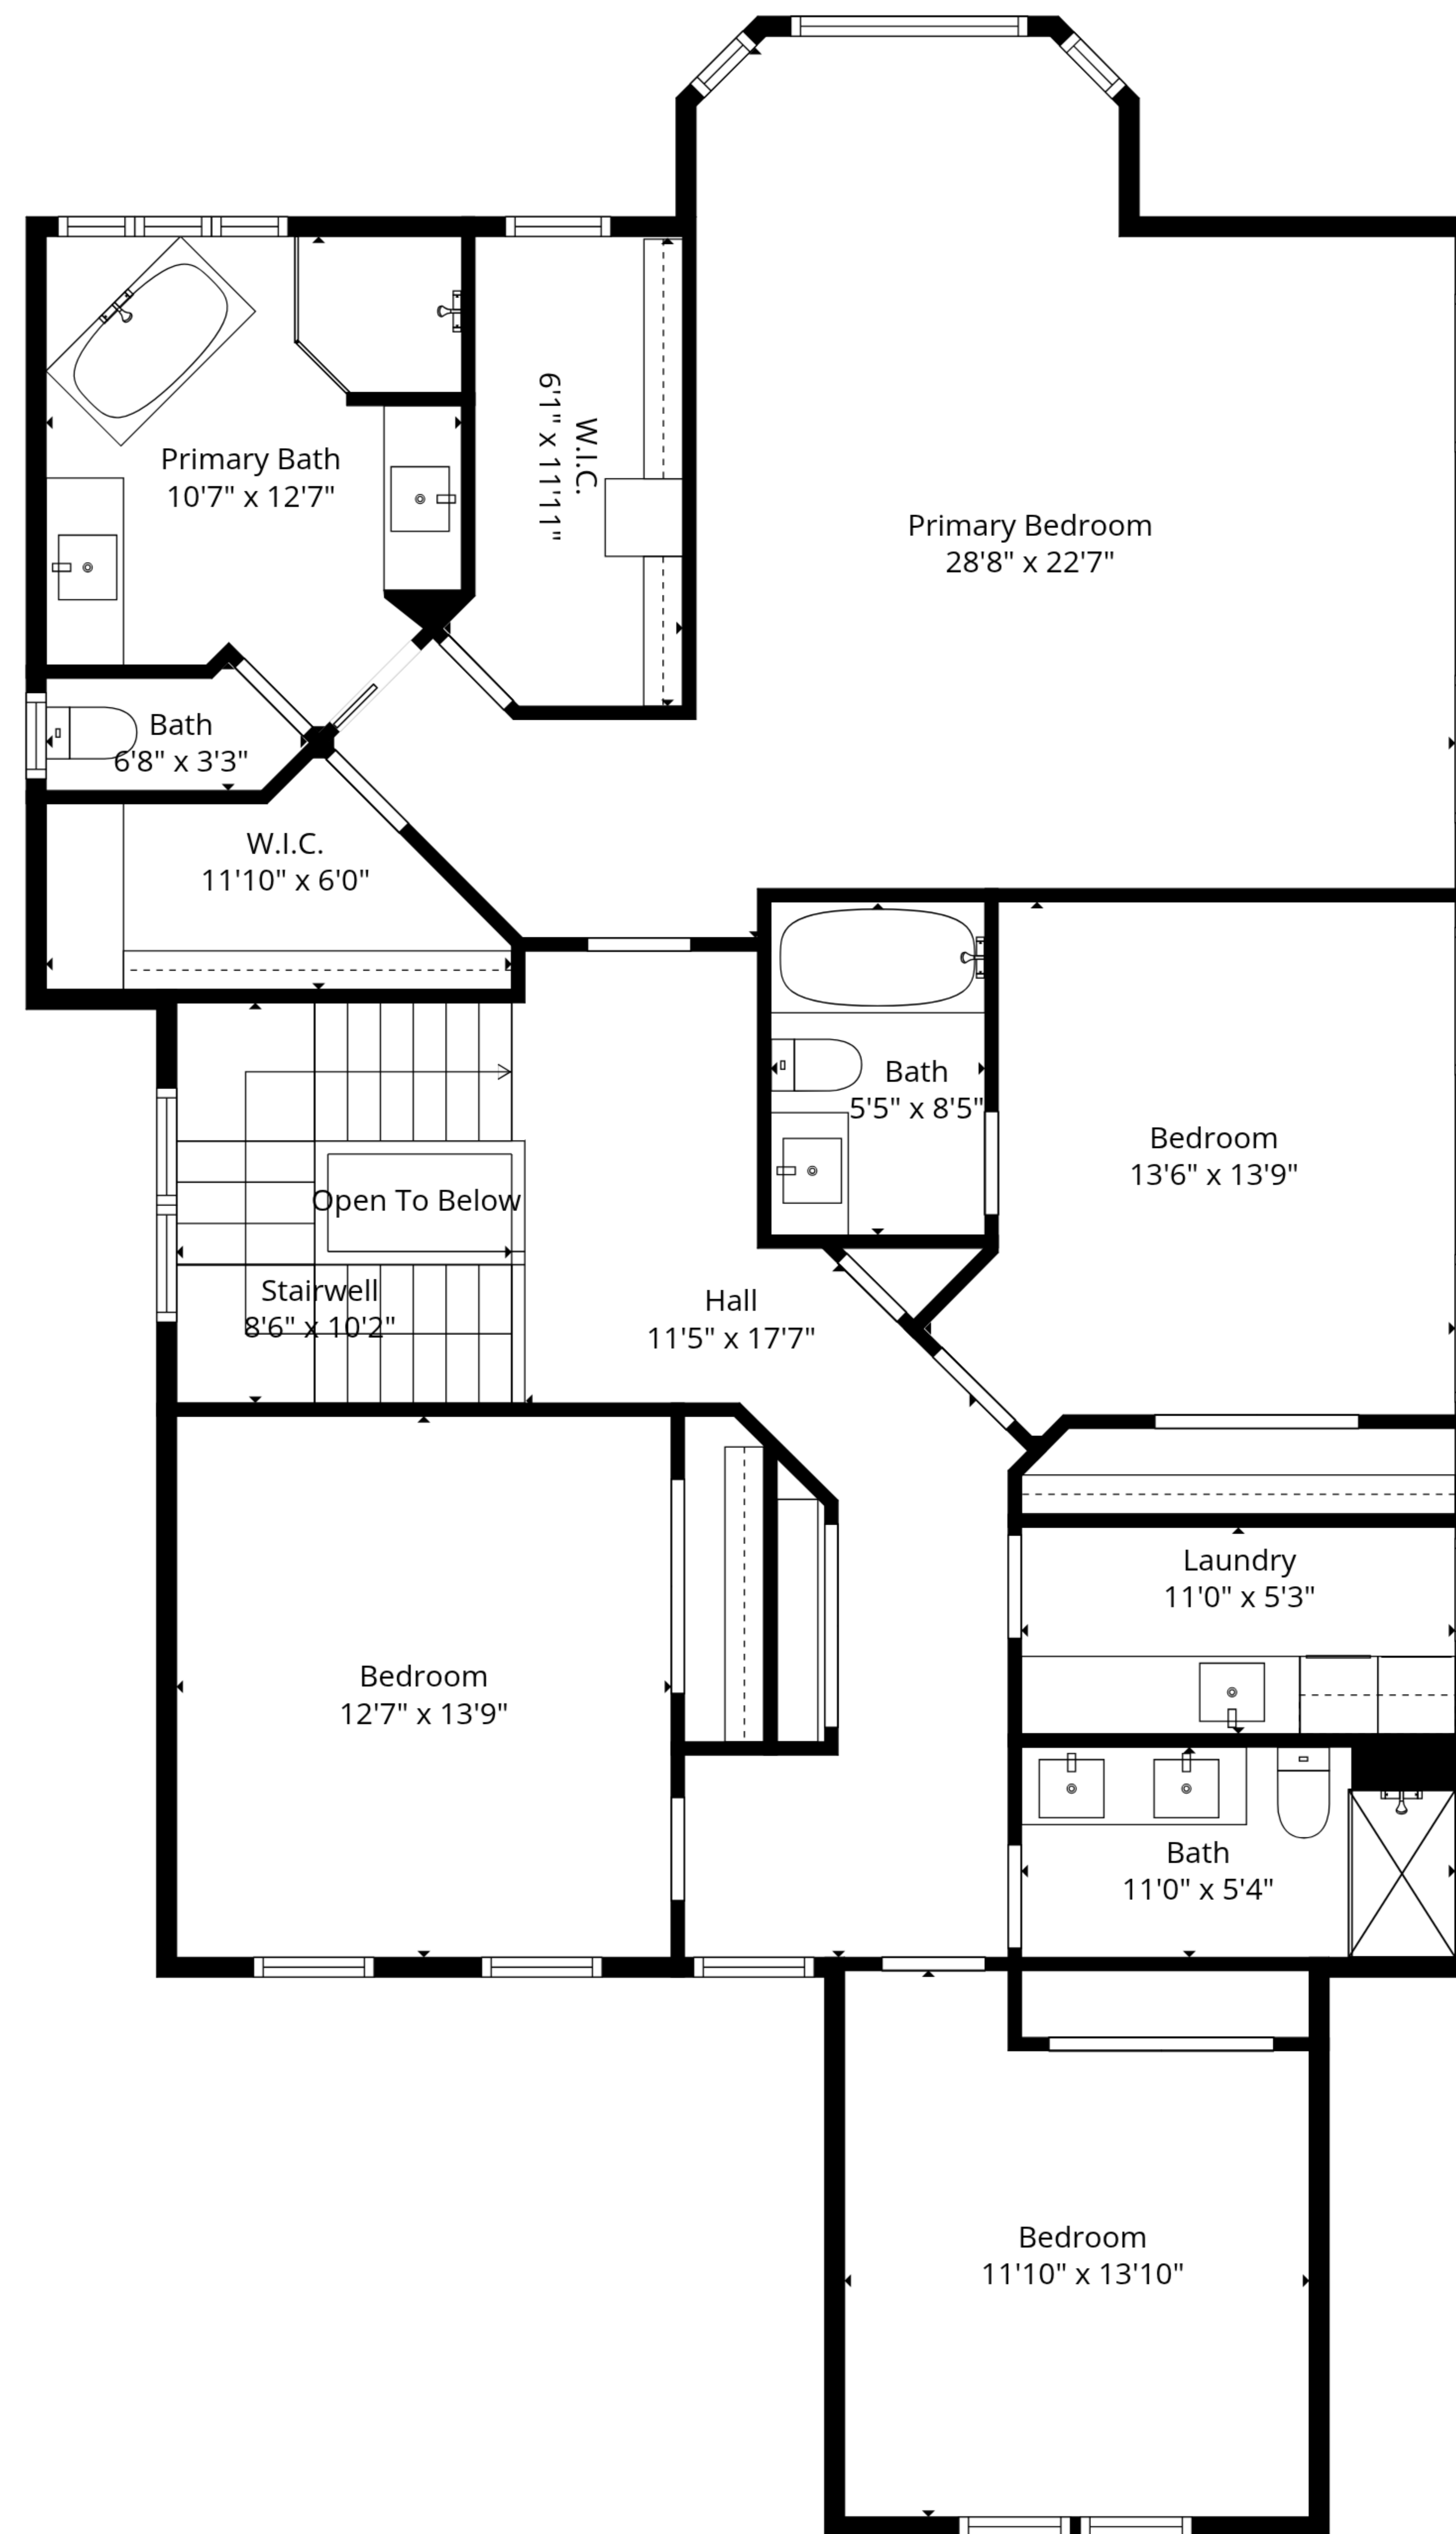 Primary Bath
10'7" x 12'7"
W.I.C.
6'1" x 11'11"
Primary Bedroom
28'8" x 22'7"
Bath
6'8" x 3'3"
W.I.C.
11'10" x 6'0"
Bath
5'5" x 8'5"
Bedroom
13'6" x 13'9"
Open To Below
Stairwell
8'6" x 10'2"
Hall
11'5" x 17'7"
Laundry
11'0" x 5'3"
Bedroom
12'7" x 13'9"
Bath
11'0" x 5'4"
Bedroom
11'10" x 13'10"